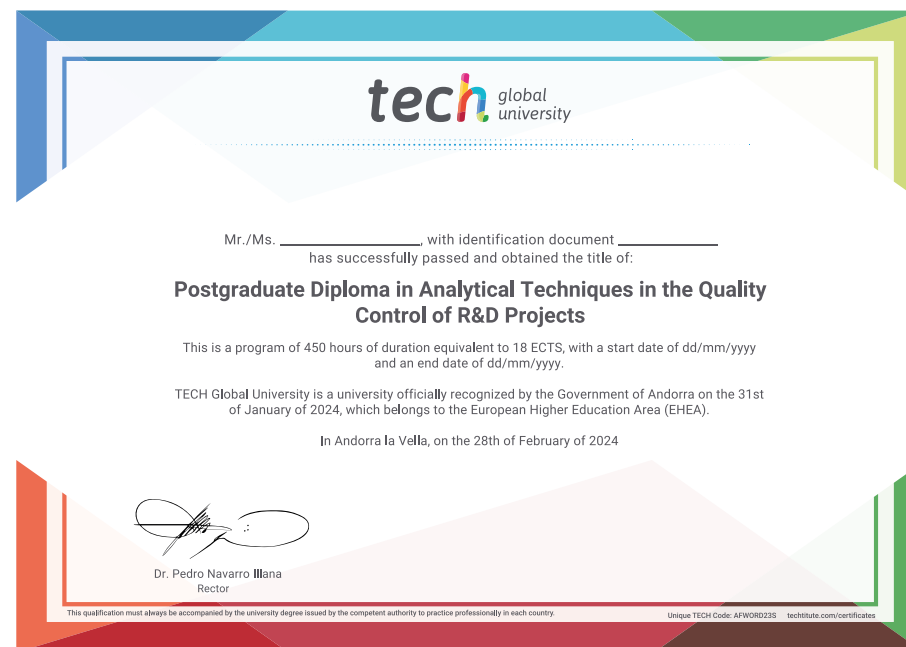 tech global university
Mr./Ms. ____________, with identification document ____________
has successfully passed and obtained the title of:
Postgraduate Diploma in Analytical Techniques in the Quality
Control of R&D Projects
This is a program of 450 hours of duration equivalent to 18 ECTS, with a start date of dd/mm/yyyy
and an end date of dd/mm/yyyy.
TECH Global University is a university officially recognized by the Government of Andorra on the 31st
of January of 2024, which belongs to the European Higher Education Area (EHEA).
In Andorra la Vella, on the 28th of February of 2024
Dr. Pedro Navarro Illana
Rector
This qualification must always be accompanied by the university degree issued by the competent authority to practice professionally in each country.
Unique TECH Code: AFWORD23S techtitute.com/certificates